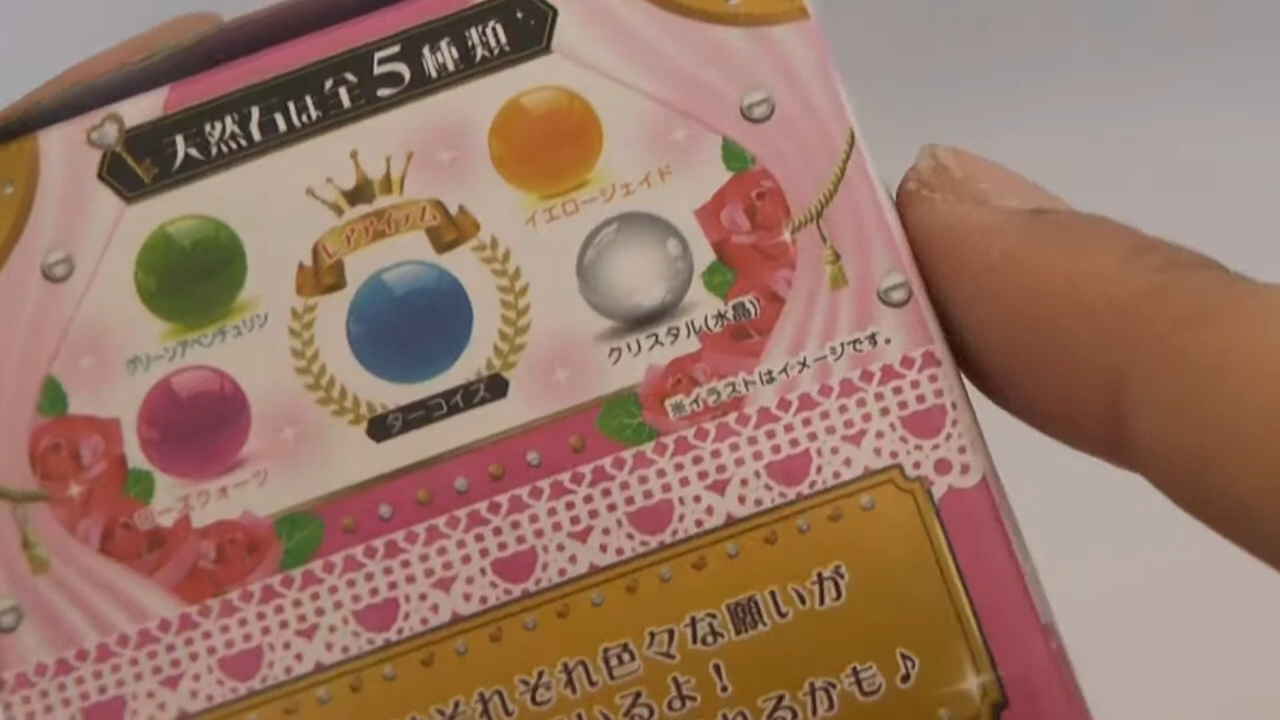 天然石は全5種類
イエロージェイド
レアアイテム
グリーンアベンチュリン
クリスタル(水晶)
ターコイズ
ローズクォーツ
※イラストはイメージです。
それぞれ色々な願いが
いるよ!
れるかも♪